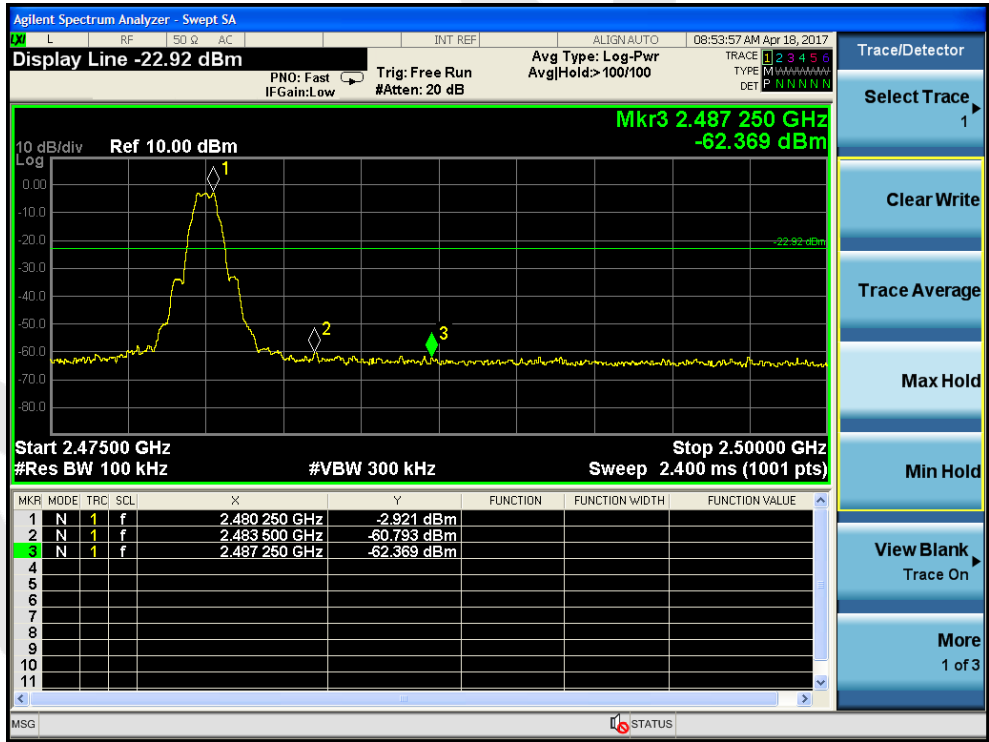 Agilent Spectrum Analyzer - Swept SA
LXI L RF 50 Ω AC INT REF ALIGNAUTO 08:53:57 AM Apr 18, 2017
Display Line -22.92 dBm
PNO: Fast
IFGain:Low
Trig: Free Run
#Atten: 20 dB
Avg Type: Log-Pwr
Avg|Hold:>100/100
TRACE 1 2 3 4 5 6
TYPE M
DET P N N N N N
Mkr3 2.487 250 GHz
-62.369 dBm
10 dB/div Ref 10.00 dBm
Log
0.00
-10.0
-20.0
-30.0
-40.0
-50.0
-60.0
-70.0
-80.0
1
2
3
-22.92 dBm
Start 2.47500 GHz Stop 2.50000 GHz
#Res BW 100 kHz #VBW 300 kHz Sweep 2.400 ms (1001 pts)
MKR MODE TRC SCL X Y FUNCTION FUNCTION WIDTH FUNCTION VALUE
1 N 1 f 2.480 250 GHz -2.921 dBm
2 N 1 f 2.483 500 GHz -60.793 dBm
3 N 1 f 2.487 250 GHz -62.369 dBm
4
5
6
7
8
9
10
11
MSG STATUS
Trace/Detector
Select Trace
1
Clear Write
Trace Average
Max Hold
Min Hold
View Blank
Trace On
More
1 of 3